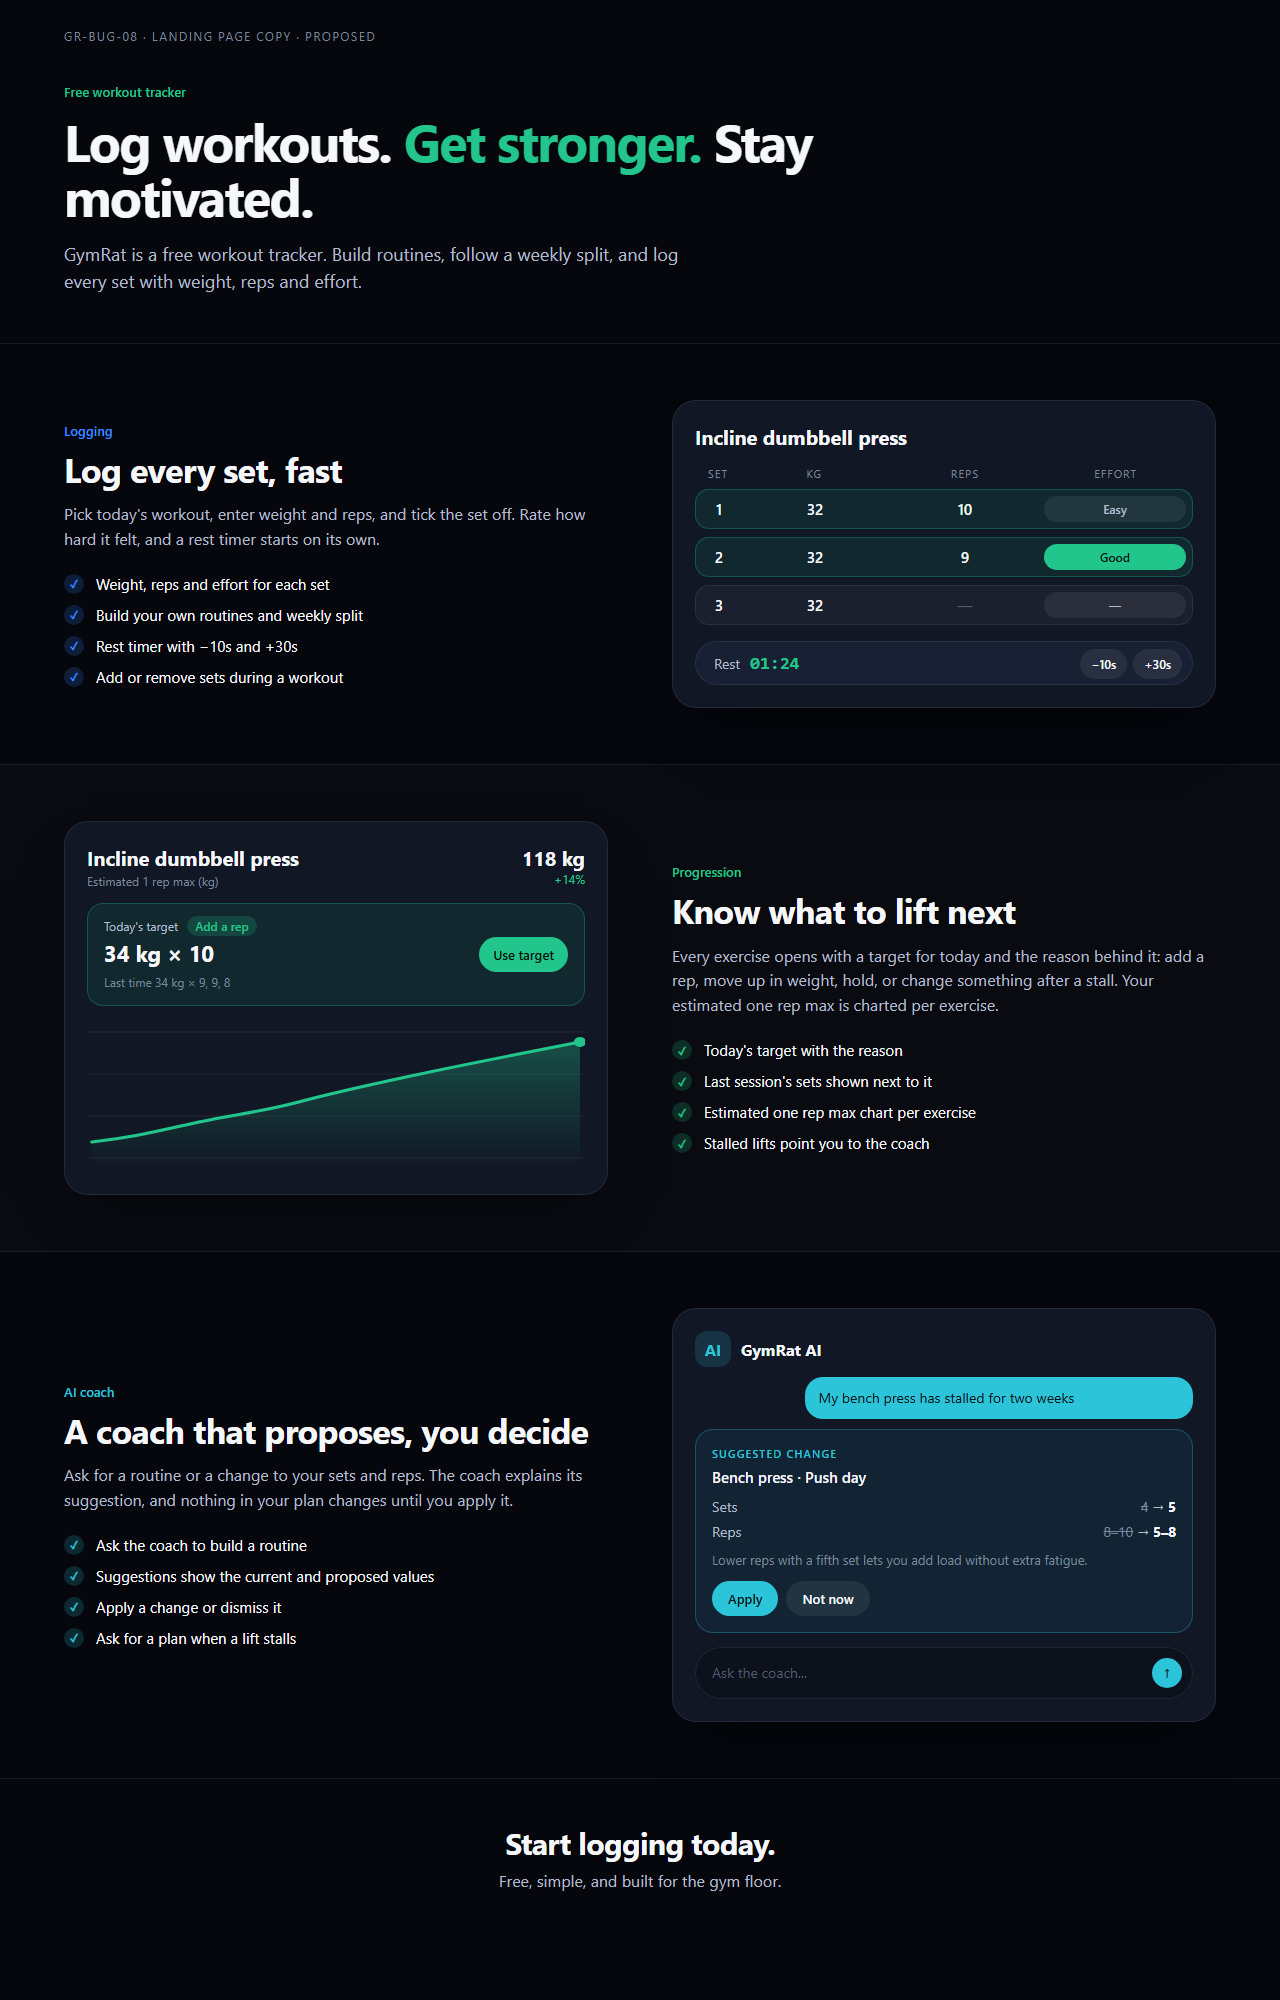 GR-BUG-08 · LANDING PAGE COPY · PROPOSED
Free workout tracker
Log workouts. Get stronger. Stay
motivated.
GymRat is a free workout tracker. Build routines, follow a weekly split, and log
every set with weight, reps and effort.
Logging
Log every set, fast
Pick today's workout, enter weight and reps, and tick the set off. Rate how
hard it felt, and a rest timer starts on its own.
Weight, reps and effort for each set
Build your own routines and weekly split
Rest timer with −10s and +30s
Add or remove sets during a workout
Incline dumbbell press
SET KG REPS EFFORT
1 32 10 Easy
2 32 9 Good
3 32 — —
Rest 01:24 −10s +30s
Incline dumbbell press 118 kg
Estimated 1 rep max (kg) +14%
Today's target Add a rep
34 kg × 10 Use target
Last time 34 kg × 9, 9, 8
Progression
Know what to lift next
Every exercise opens with a target for today and the reason behind it: add a
rep, move up in weight, hold, or change something after a stall. Your
estimated one rep max is charted per exercise.
Today's target with the reason
Last session's sets shown next to it
Estimated one rep max chart per exercise
Stalled lifts point you to the coach
AI coach
A coach that proposes, you decide
Ask for a routine or a change to your sets and reps. The coach explains its
suggestion, and nothing in your plan changes until you apply it.
Ask the coach to build a routine
Suggestions show the current and proposed values
Apply a change or dismiss it
Ask for a plan when a lift stalls
AI GymRat AI
My bench press has stalled for two weeks
SUGGESTED CHANGE
Bench press · Push day
Sets 4 → 5
Reps 8–10 → 5–8
Lower reps with a fifth set lets you add load without extra fatigue.
Apply Not now
Ask the coach... ↑
Start logging today.
Free, simple, and built for the gym floor.